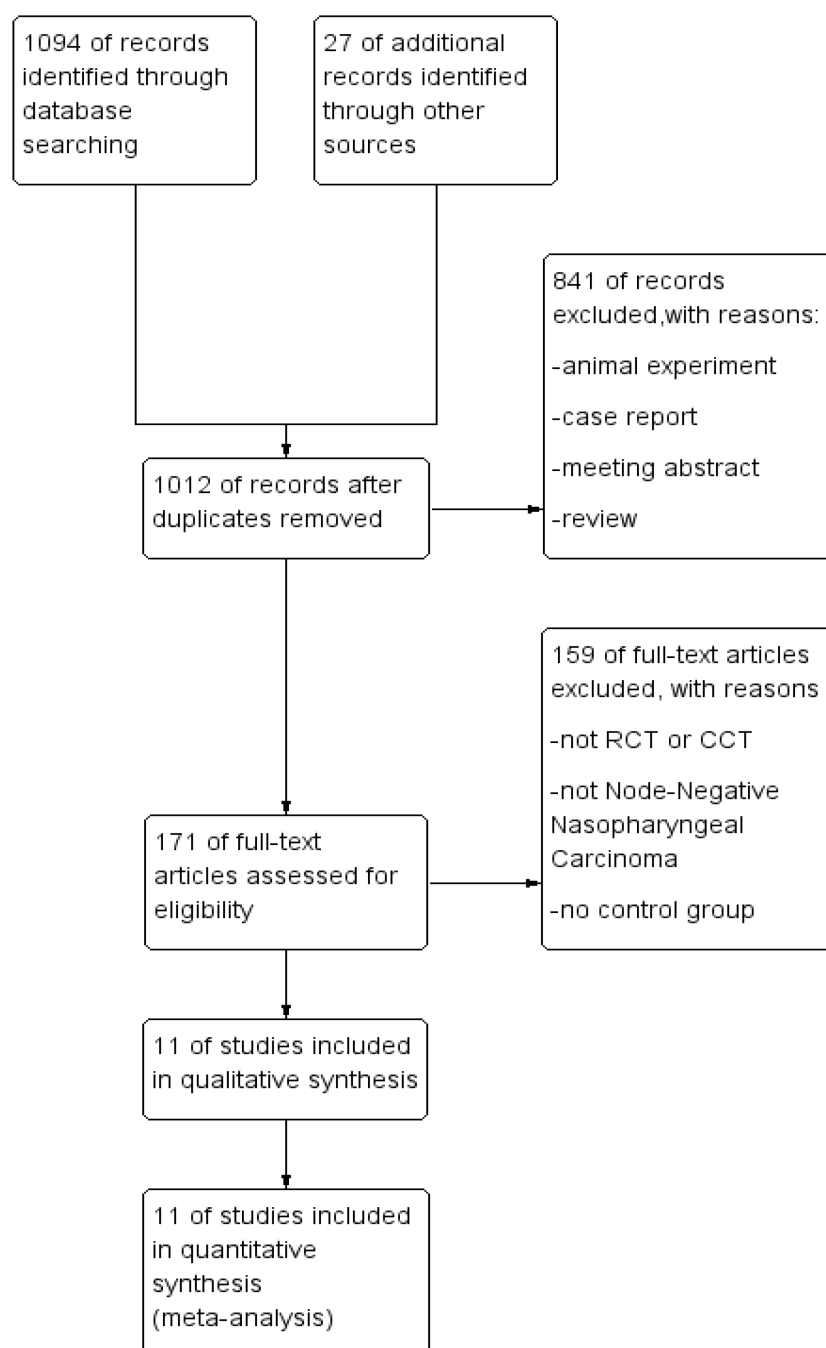 1094 of records
identified through
database
searching
27 of additional
records identified
through other
sources
841 of records
excluded,with reasons:
-animal experiment
-case report
-meeting abstract
-review
1012 of records after
duplicates removed
159 of full-text articles
excluded, with reasons
-not RCT or CCT
-not Node-Negative
Nasopharyngeal
Carcinoma
-no control group
171 of full-text
articles assessed for
eligibility
11 of studies included
in qualitative synthesis
11 of studies included
in quantitative
synthesis
(meta-analysis)